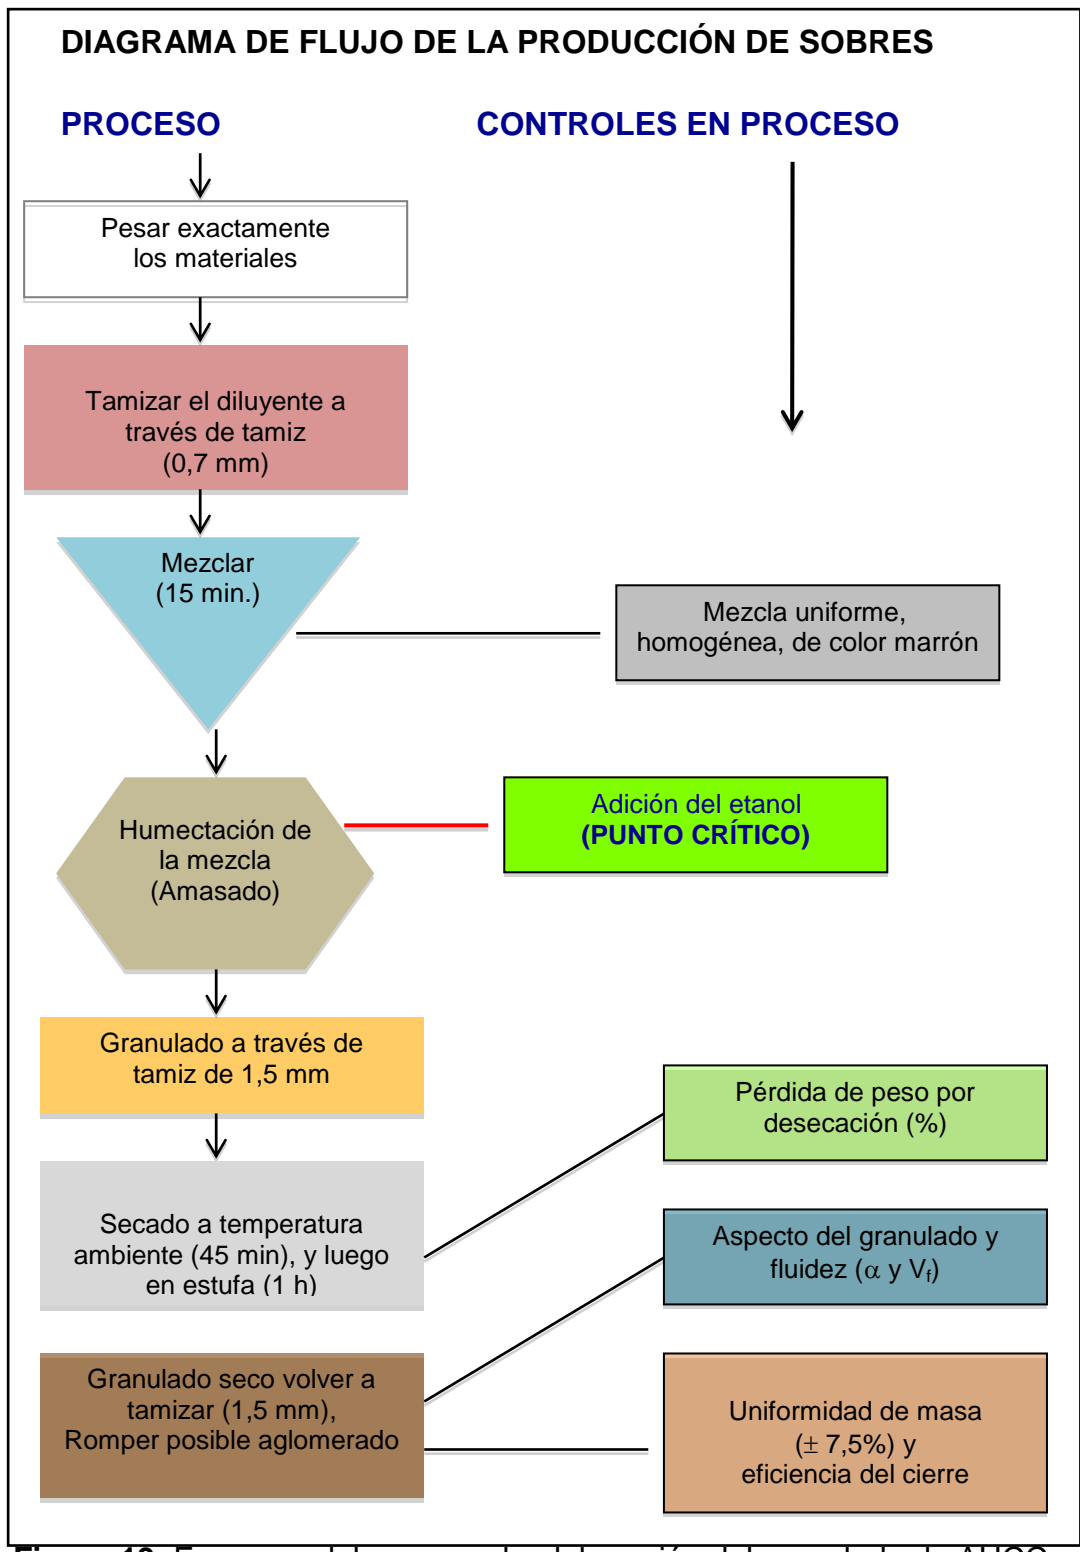 DIAGRAMA DE FLUJO DE LA PRODUCCIÓN DE SOBRES
PROCESO
CONTROLES EN PROCESO
Pesar exactamente
los materiales
Tamizar el diluyente a
través de tamiz
(0,7 mm)
Mezclar
(15 min.)
Mezcla uniforme,
homogénea, de color marrón
Humectación de
la mezcla
(Amasado)
Adición del etanol
(PUNTO CRÍTICO)
Granulado a través de
tamiz de 1,5 mm
Pérdida de peso por
desecación (%)
Secado a temperatura
ambiente (45 min), y luego
en estufa (1 h)
Aspecto del granulado y
fluidez (α y Vf)
Granulado seco volver a
tamizar (1,5 mm),
Romper posible aglomerado
Uniformidad de masa
(± 7,5%) y
eficiencia del cierre